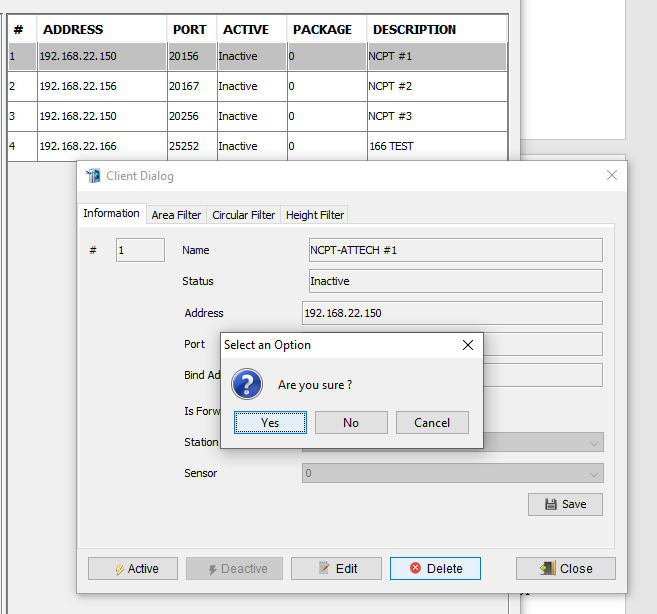 # ADDRESS PORT ACTIVE PACKAGE DESCRIPTION
1 192.168.22.150 20156 Inactive 0 NCPT #1
2 192.168.22.156 20167 Inactive 0 NCPT #2
3 192.168.22.150 20256 Inactive 0 NCPT #3
4 192.168.22.166 25252 Inactive 0 166 TEST
Client Dialog
Information Area Filter Circular Filter Height Filter
# 1 Name NCPT-ATTECH #1
Status Inactive
Address 192.168.22.150
Port
Bind Ad
Is Forw
Station
Sensor 0
Select an Option
Are you sure ?
Yes No Cancel
Save
Active Deactive Edit Delete Close